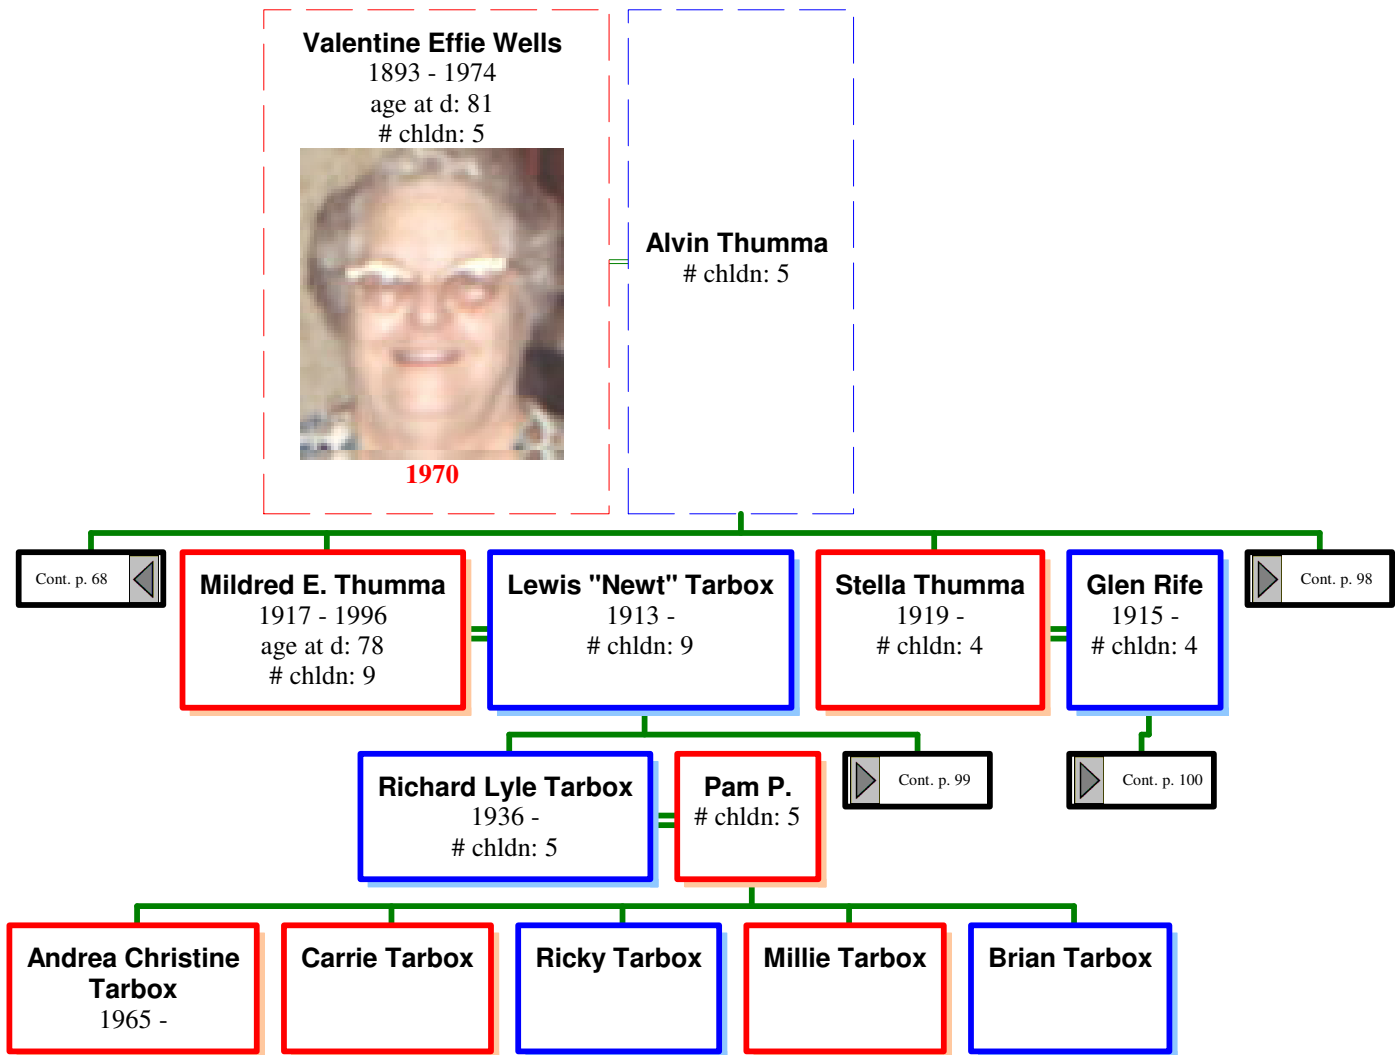 Valentine Effie Wells
1893 - 1974
age at d: 81
# chldn: 5
1970
Alvin Thumma
# chldn: 5
Cont. p. 68
Mildred E. Thumma
1917 - 1996
age at d: 78
# chldn: 9
Lewis "Newt" Tarbox
1913 -
# chldn: 9
Stella Thumma
1919 -
# chldn: 4
Glen Rife
1915 -
# chldn: 4
Cont. p. 98
Richard Lyle Tarbox
1936 -
# chldn: 5
Pam P.
# chldn: 5
Cont. p. 99
Cont. p. 100
Andrea Christine
Tarbox
1965 -
Carrie Tarbox
Ricky Tarbox
Millie Tarbox
Brian Tarbox